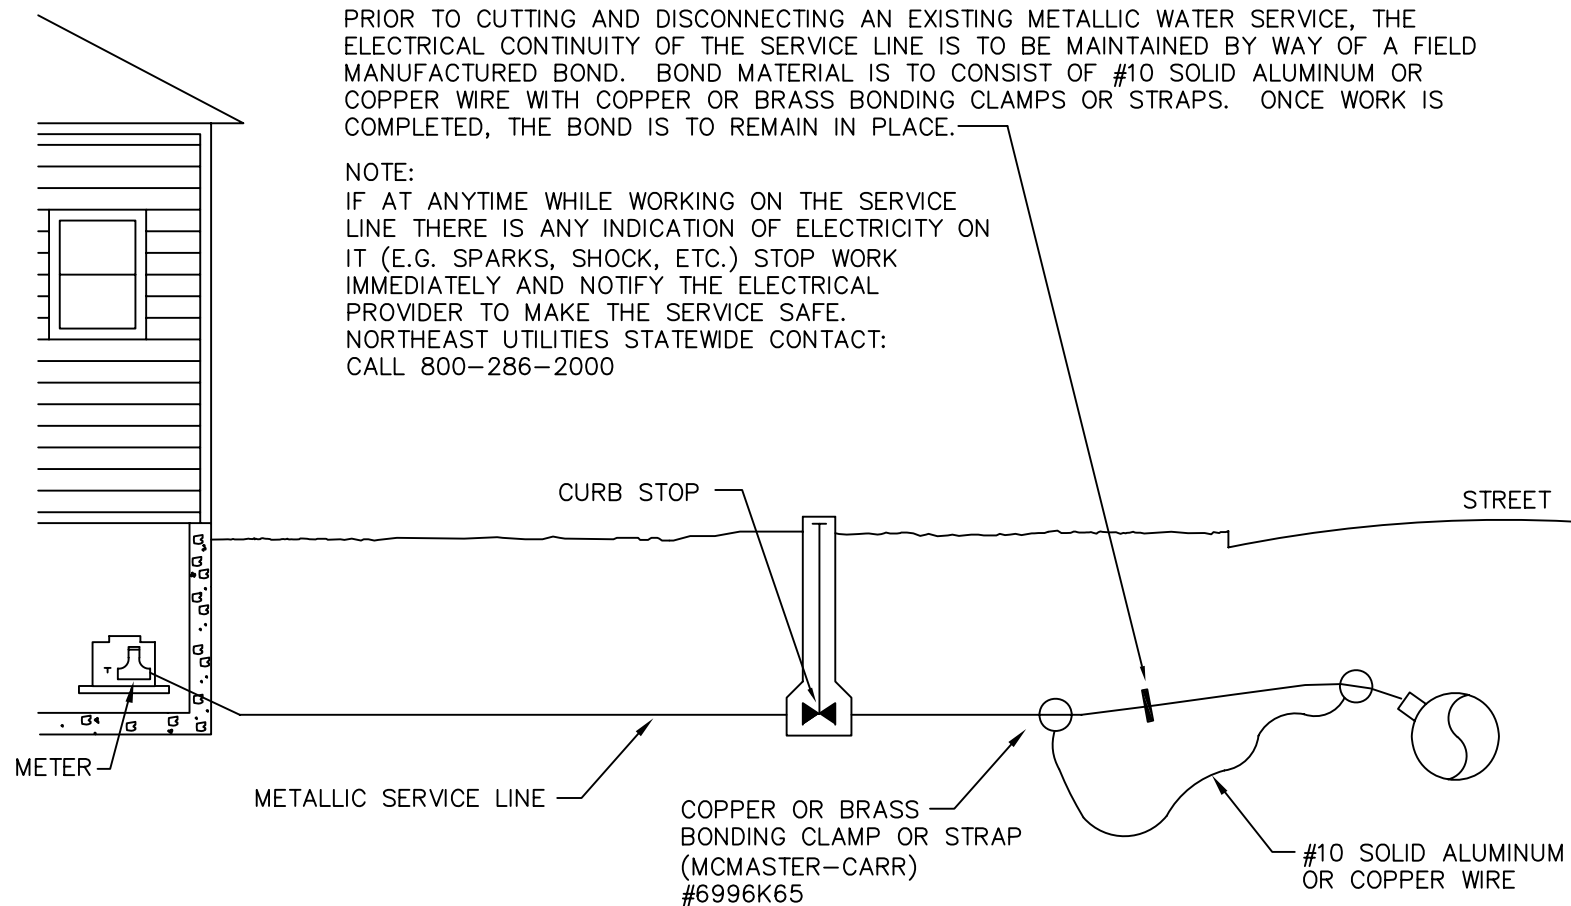 PRIOR TO CUTTING AND DISCONNECTING AN EXISTING METALLIC WATER SERVICE, THE
ELECTRICAL CONTINUITY OF THE SERVICE LINE IS TO BE MAINTAINED BY WAY OF A FIELD
MANUFACTURED BOND. BOND MATERIAL IS TO CONSIST OF #10 SOLID ALUMINUM OR
COPPER WIRE WITH COPPER OR BRASS BONDING CLAMPS OR STRAPS. ONCE WORK IS
COMPLETED, THE BOND IS TO REMAIN IN PLACE.
NOTE:
IF AT ANYTIME WHILE WORKING ON THE SERVICE
LINE THERE IS ANY INDICATION OF ELECTRICITY ON
IT (E.G. SPARKS, SHOCK, ETC.) STOP WORK
IMMEDIATELY AND NOTIFY THE ELECTRICAL
PROVIDER TO MAKE THE SERVICE SAFE.
NORTHEAST UTILITIES STATEWIDE CONTACT:
CALL 800-286-2000
CURB STOP
STREET
METER
METALLIC SERVICE LINE
COPPER OR BRASS
BONDING CLAMP OR STRAP
(MCMASTER-CARR)
#6996K65
#10 SOLID ALUMINUM
OR COPPER WIRE